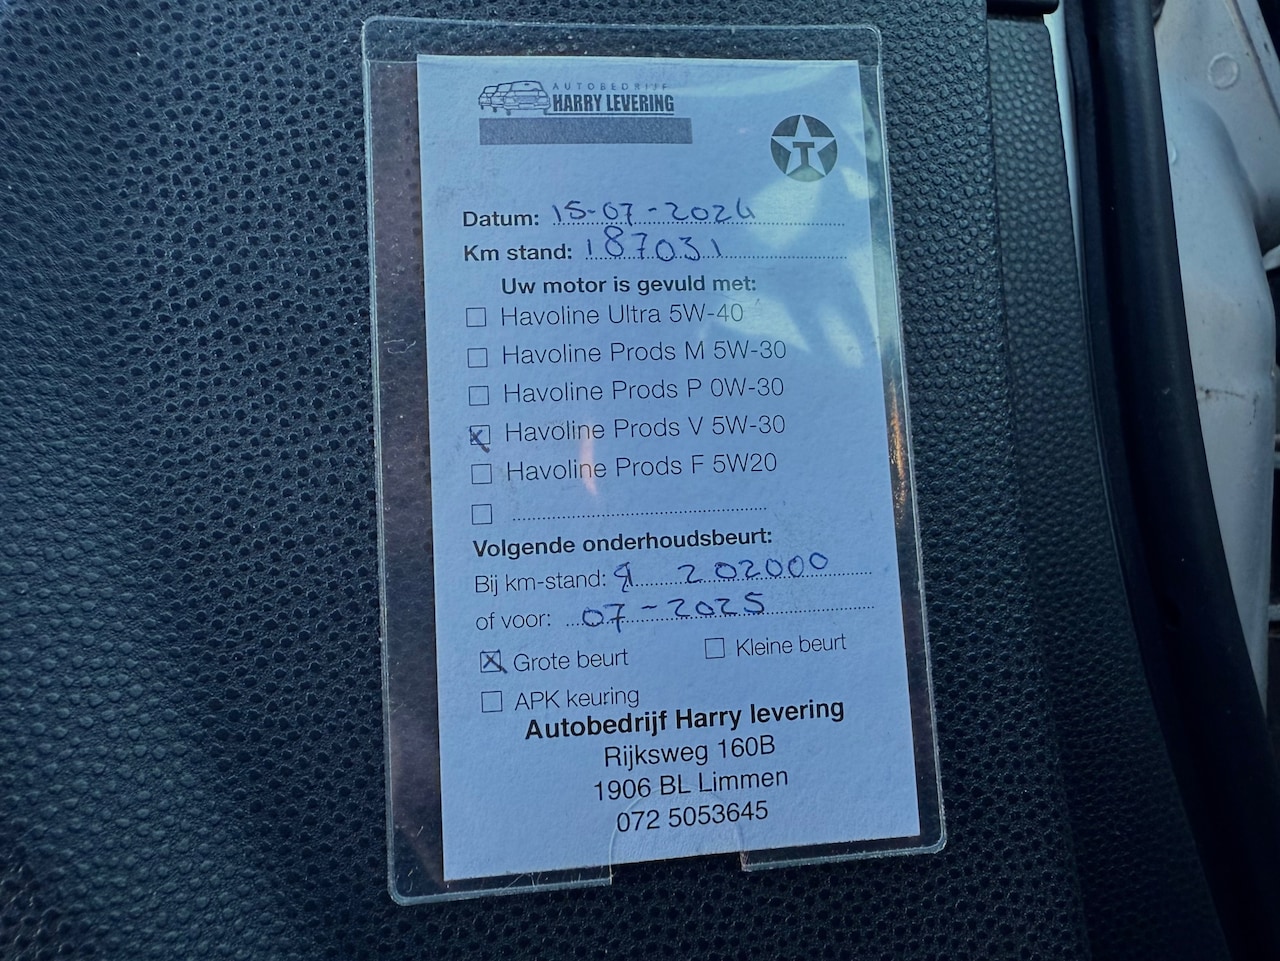 AUTOBEDRIJF
HARRY LEVERING
T
Datum: 15-07-2024
Km stand: 187031
Uw motor is gevuld met:
Havoline Ultra 5W-40
Havoline Prods M 5W-30
Havoline Prods P 0W-30
Havoline Prods V 5W-30
Havoline Prods F 5W20
Volgende onderhoudsbeurt:
Bij km-stand: 202000
of voor: 07-2025
Grote beurt Kleine beurt
APK keuring
Autobedrijf Harry levering
Rijksweg 160B
1906 BL Limmen
072 5053645